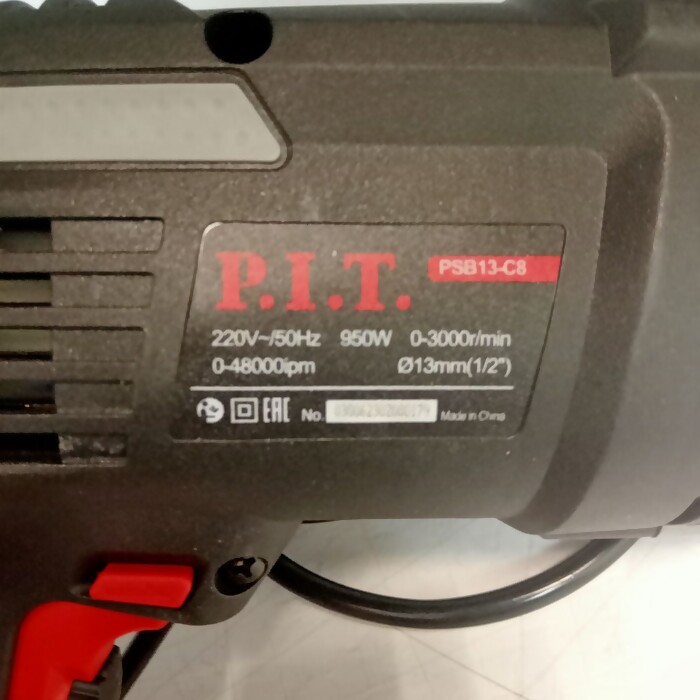 P.I.T. PSB13-C8
220V~/50Hz 950W 0-3000r/min
0-48000ipm Ø13mm(1/2")
EAC No. Made in China